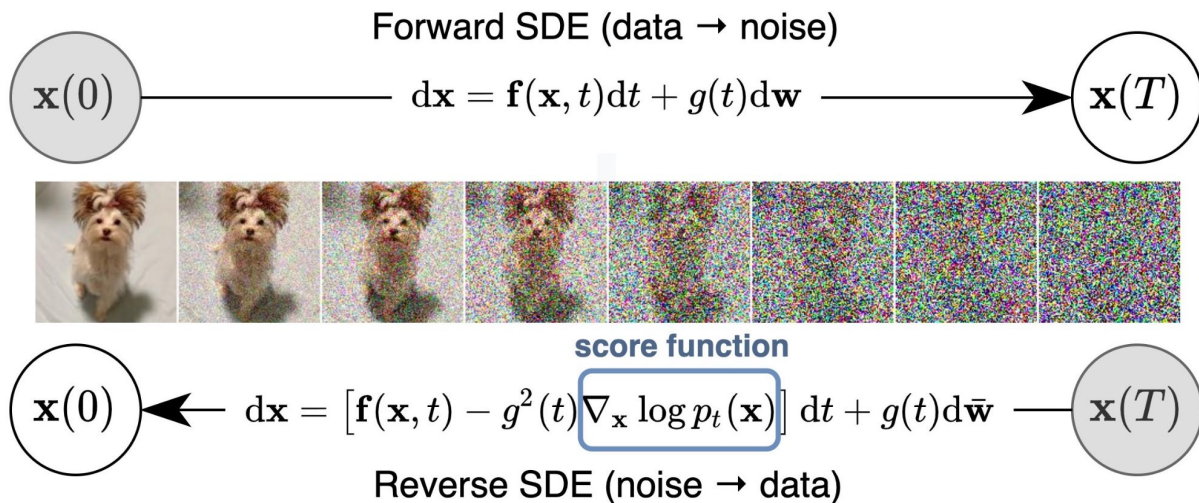 Forward SDE (data → noise)
x(0) dx = f(x, t)dt + g(t)dw x(T)
score function
x(0) dx = [f(x, t) − g²(t)∇ₓ log pₜ(x)] dt + g(t)dw̄ x(T)
Reverse SDE (noise → data)